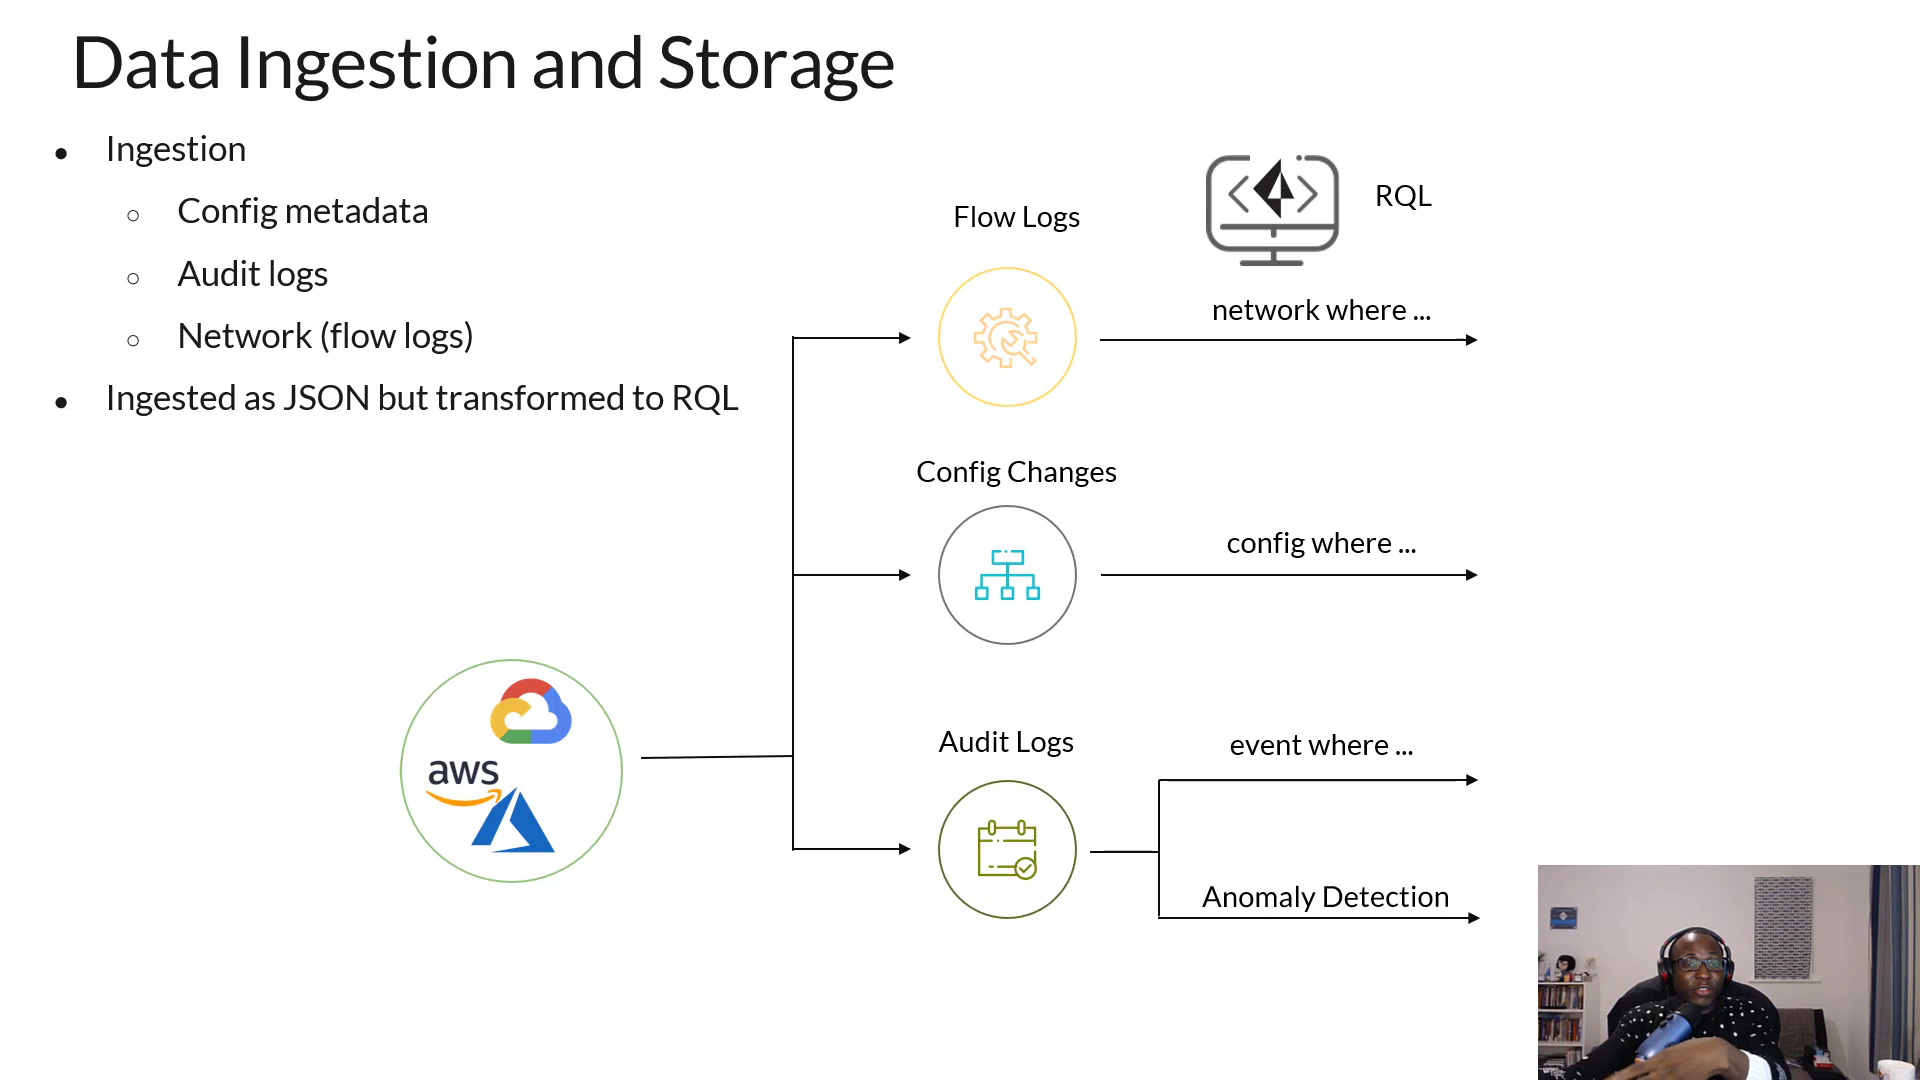 Data Ingestion and Storage
● Ingestion
○ Config metadata
○ Audit logs
○ Network (flow logs)
● Ingested as JSON but transformed to RQL
RQL
Flow Logs
network where ...
Config Changes
config where ...
Audit Logs
event where ...
Anomaly Detection
aws